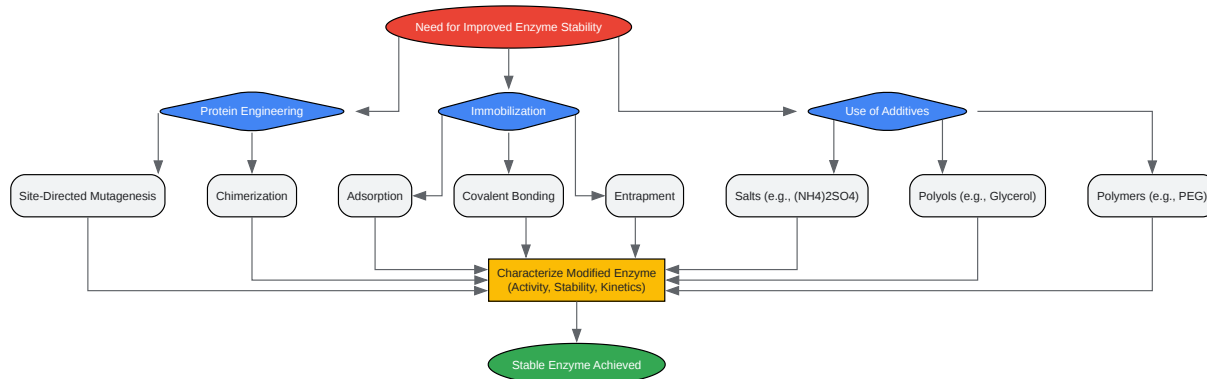 Need for Improved Enzyme Stability
Protein Engineering
Immobilization
Use of Additives
Site-Directed Mutagenesis
Chimerization
Adsorption
Covalent Bonding
Entrapment
Salts (e.g., (NH4)2SO4)
Polyols (e.g., Glycerol)
Polymers (e.g., PEG)
Characterize Modified Enzyme
(Activity, Stability, Kinetics)
Stable Enzyme Achieved